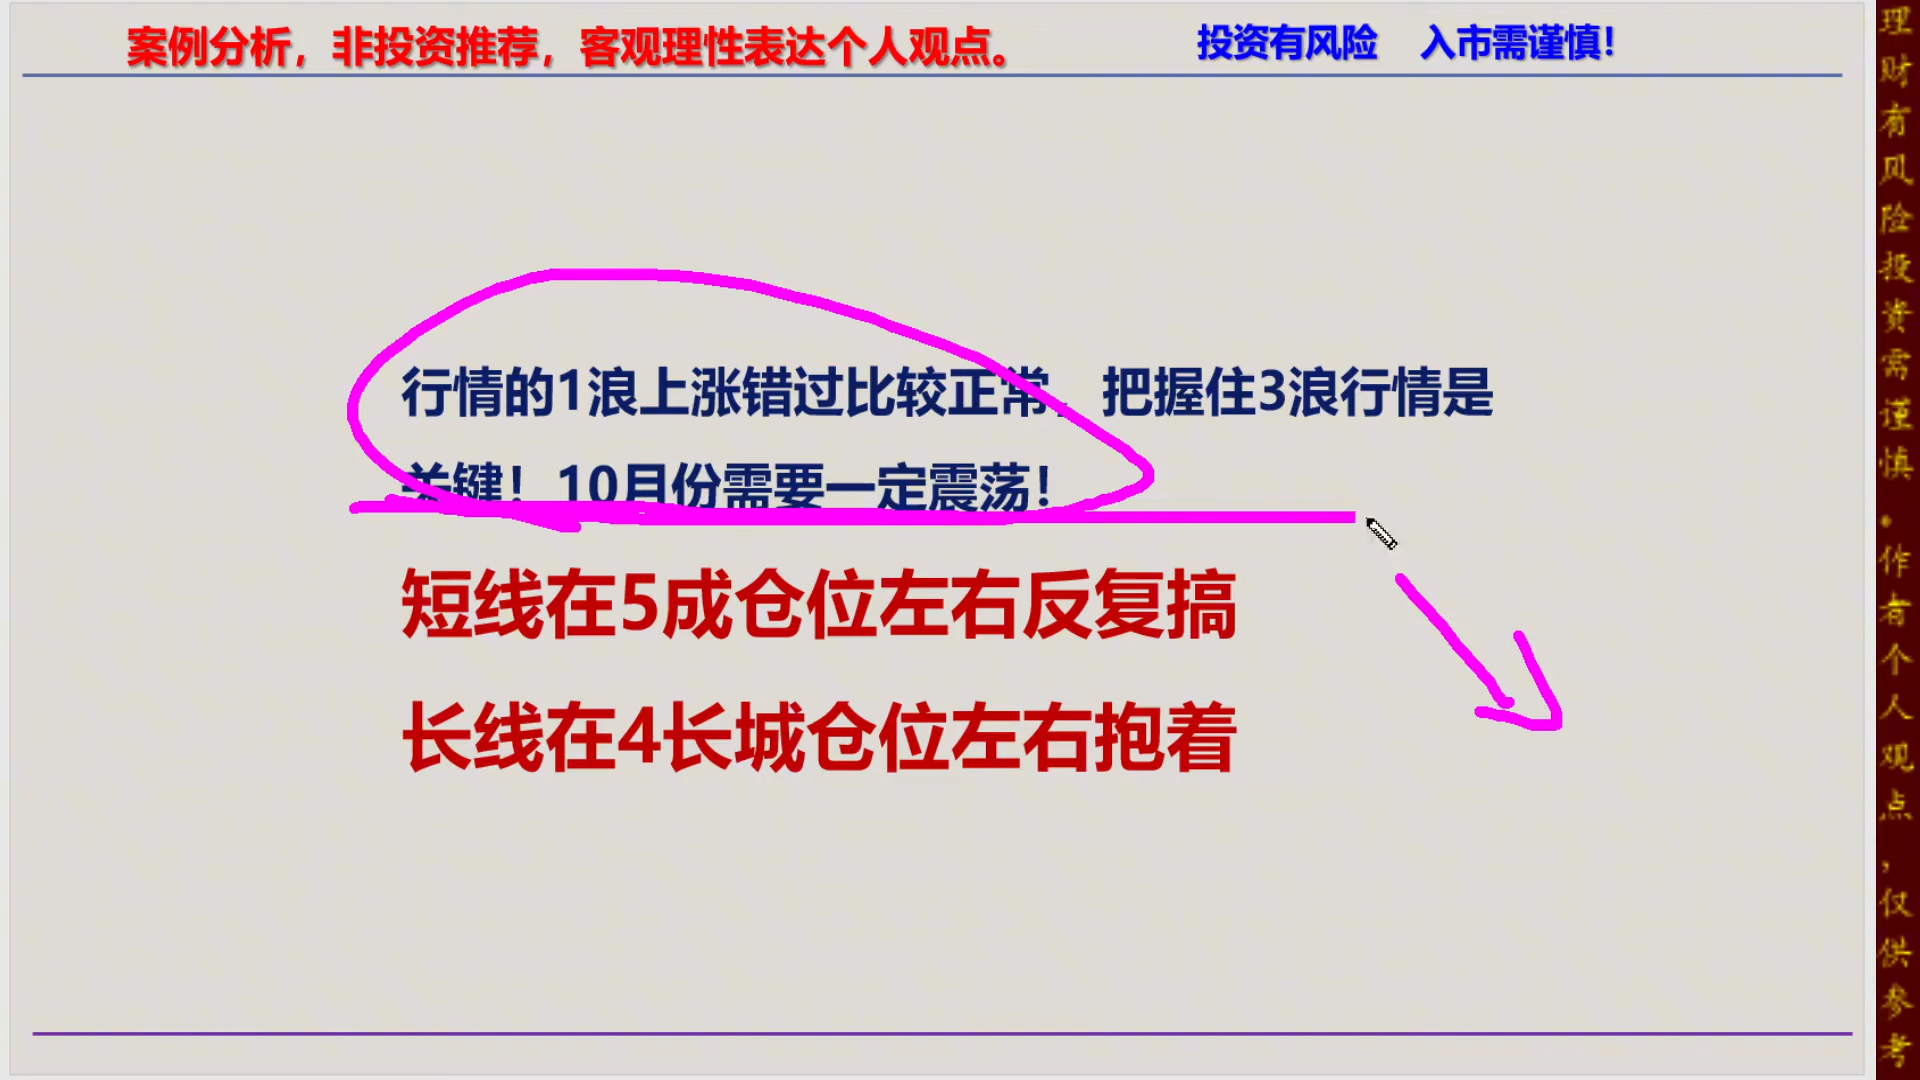 案例分析，非投资推荐，客观理性表达个人观点。
投资有风险 入市需谨慎！
行情的1浪上涨错过比较正常，把握住3浪行情是
关键！10月份需要一定震荡！
短线在5成仓位左右反复搞
长线在4长城仓位左右抱着
理财有风险投资需谨慎.作者个人观点,仅供参考